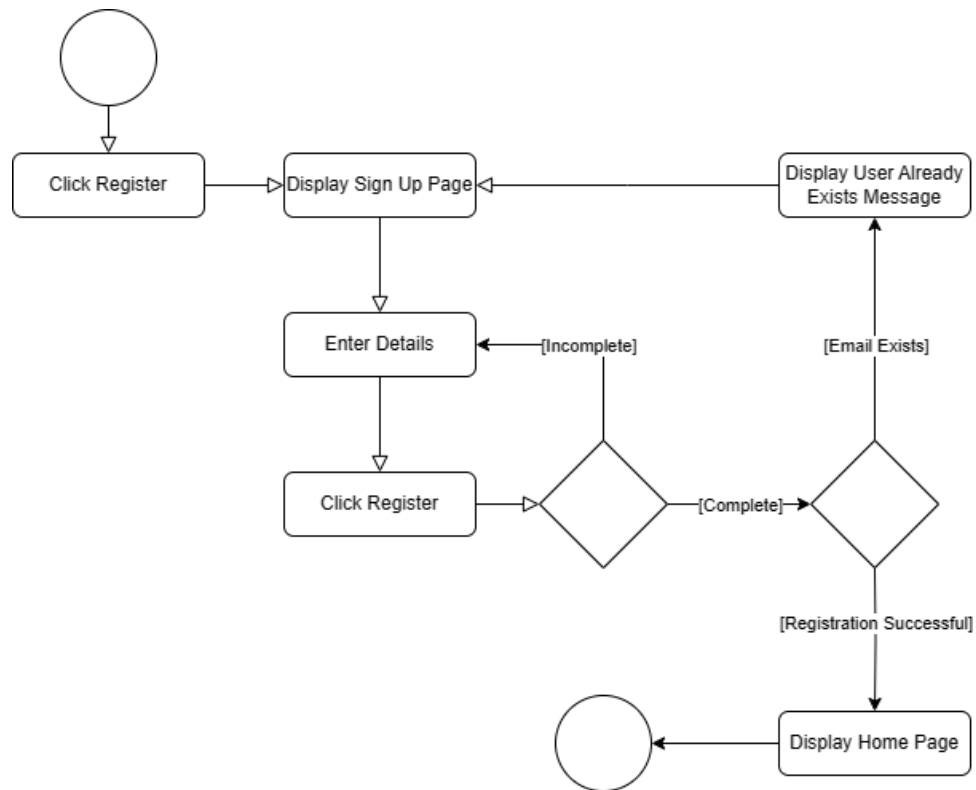 Click Register
Display Sign Up Page
Display User Already
Exists Message
Enter Details
[Incomplete]
[Email Exists]
Click Register
[Complete]
[Registration Successful]
Display Home Page